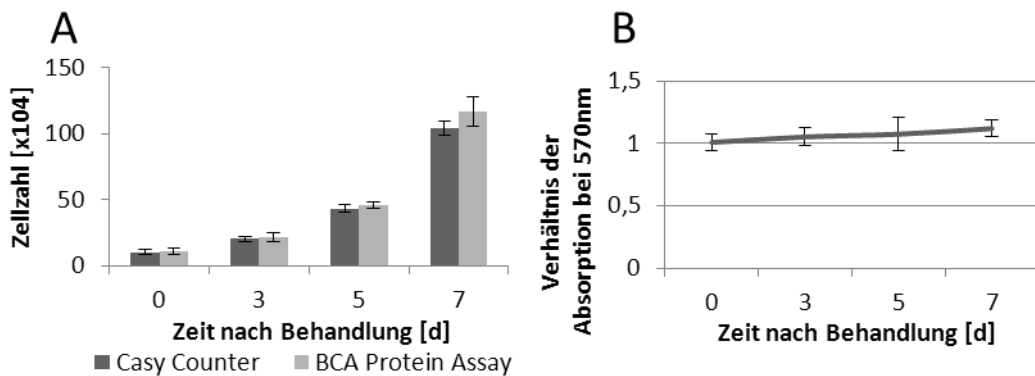 A
Zellzahl [x104]
150
100
50
0
0 3 5 7
Zeit nach Behandlung [d]
Casy Counter BCA Protein Assay
B
Verhältnis der
Absorption bei 570nm
1,5
1
0,5
0
0 3 5 7
Zeit nach Behandlung [d]